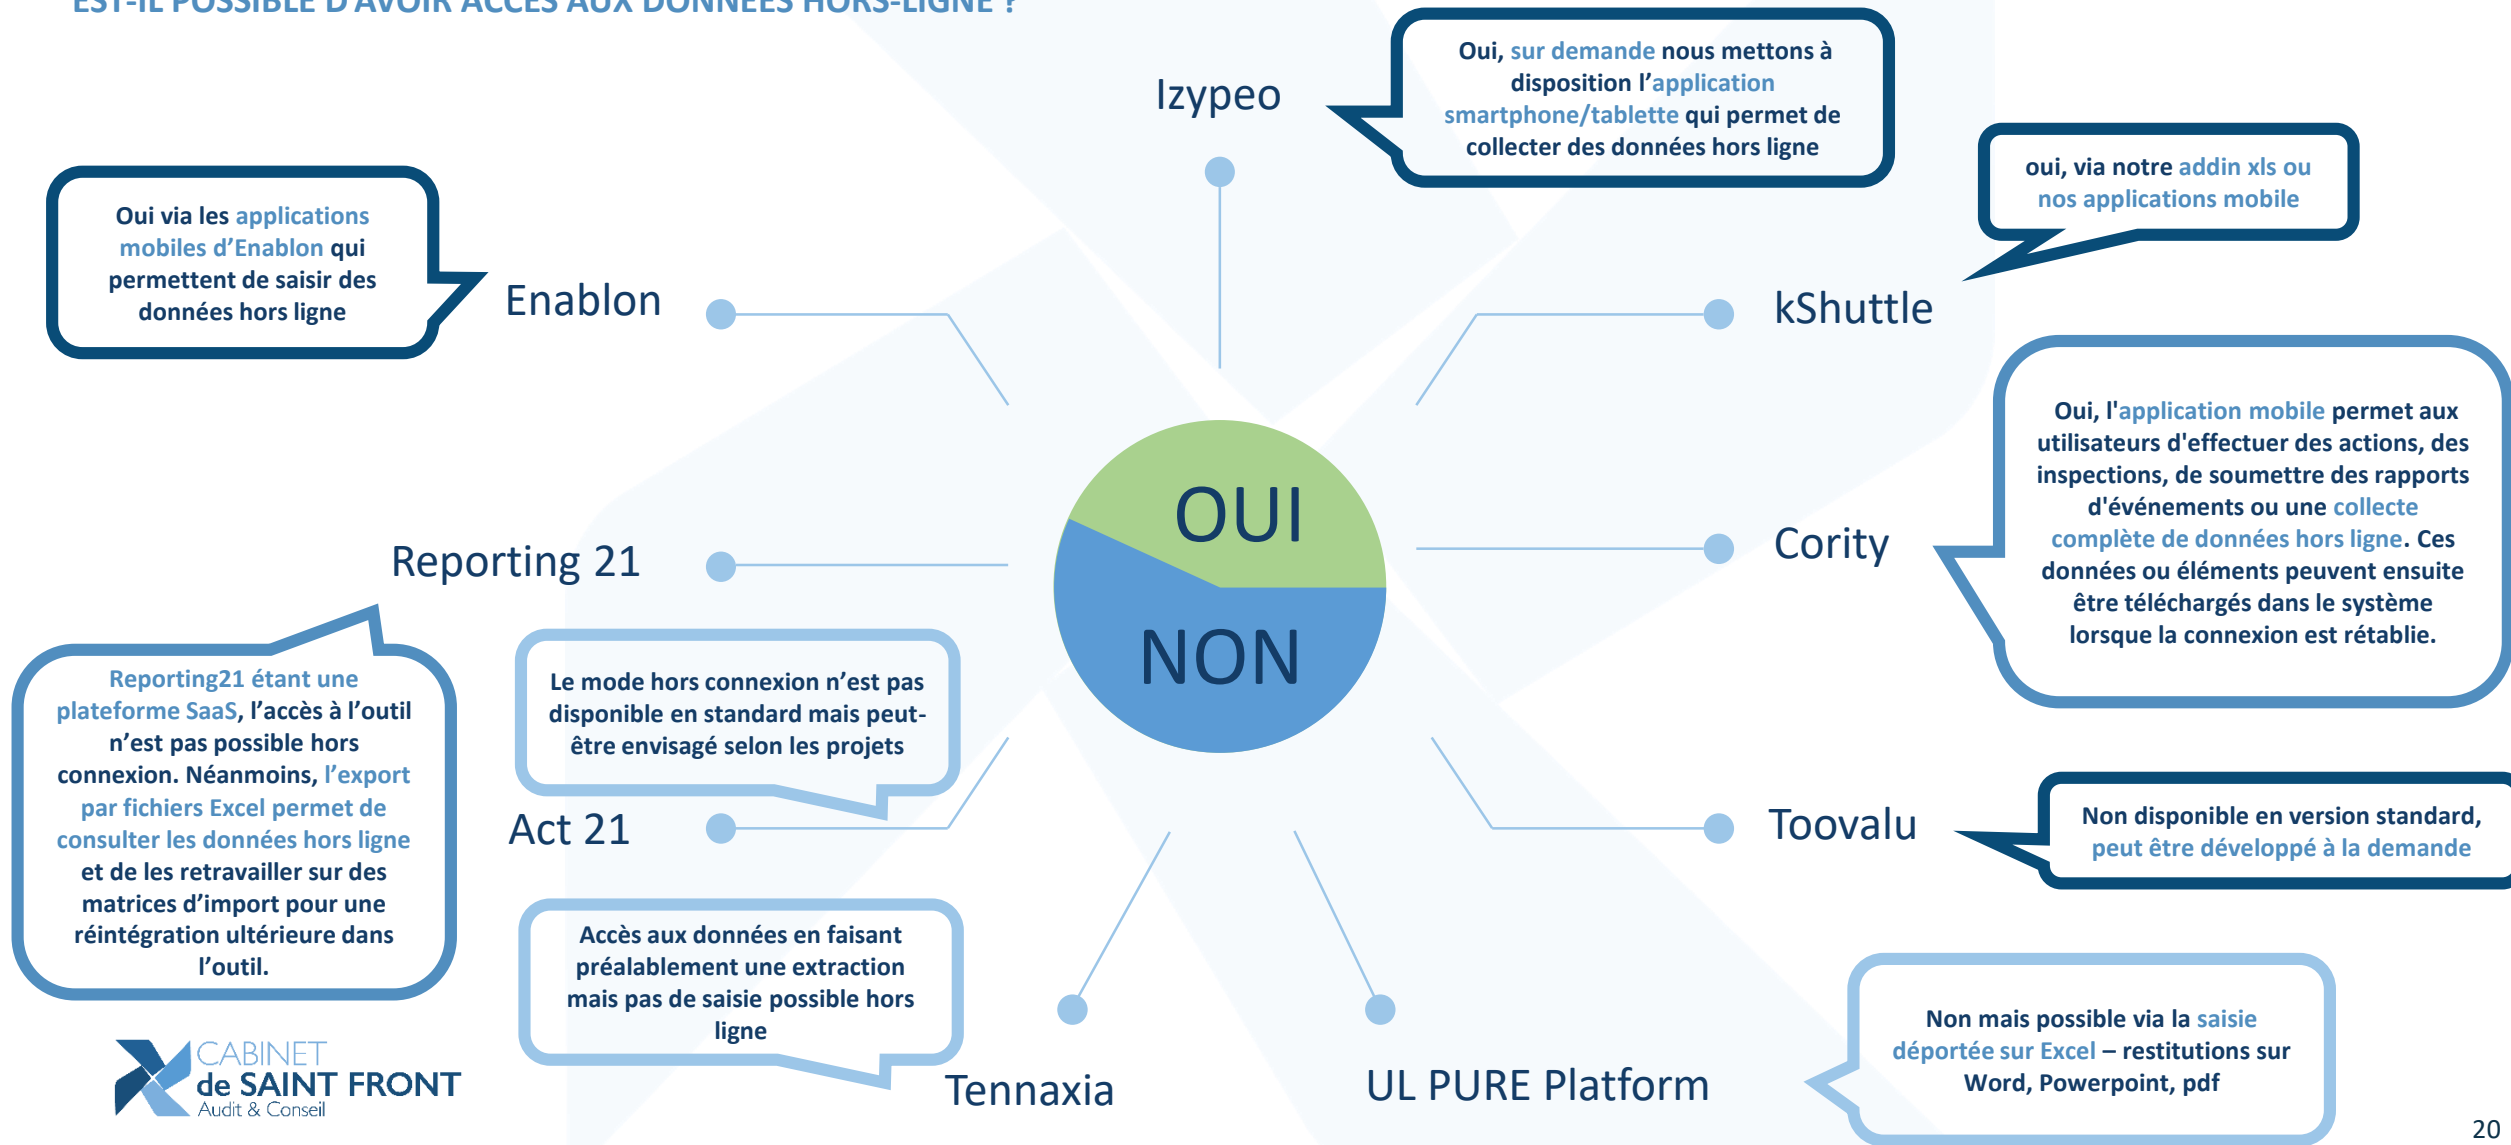 EST-IL POSSIBLE D'AVOIR ACCÈS AUX DONNÉES HORS-LIGNE ?
Izypeo
Oui, sur demande nous mettons à
disposition l’application
smartphone/tablette qui permet de
collecter des données hors ligne
oui, via notre addin xls ou
nos applications mobile
Oui via les applications
mobiles d’Enablon qui
permettent de saisir des
données hors ligne
Enablon
kShuttle
Oui, l'application mobile permet aux
utilisateurs d'effectuer des actions, des
inspections, de soumettre des rapports
d'événements ou une collecte
complète de données hors ligne. Ces
données ou éléments peuvent ensuite
être téléchargés dans le système
lorsque la connexion est rétablie.
OUI
NON
Reporting 21
Cority
Reporting21 étant une
plateforme SaaS, l’accès à l’outil
n’est pas possible hors
connexion. Néanmoins, l’export
par fichiers Excel permet de
consulter les données hors ligne
et de les retravailler sur des
matrices d’import pour une
réintégration ultérieure dans
l’outil.
Le mode hors connexion n’est pas
disponible en standard mais peut-
être envisagé selon les projets
Act 21
Toovalu
Non disponible en version standard,
peut être développé à la demande
Accès aux données en faisant
préalablement une extraction
mais pas de saisie possible hors
ligne
Tennaxia
UL PURE Platform
Non mais possible via la saisie
déportée sur Excel – restitutions sur
Word, Powerpoint, pdf
CABINET
de SAINT FRONT
Audit & Conseil
20